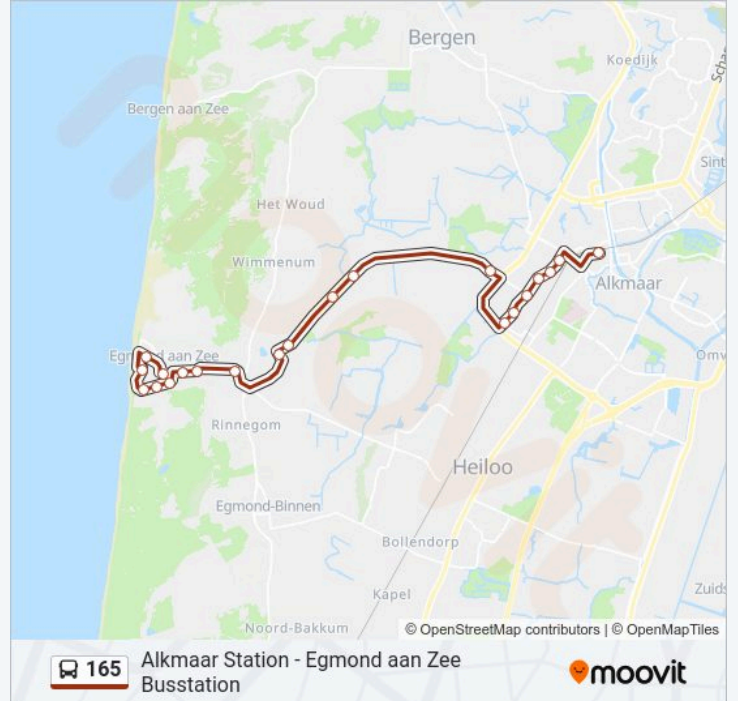 Bergen
Koedijk
Scha
Bergen aan Zee
Sint
Het Woud
Wimmenum
Alkmaar
Egmond aan Zee
Omv
Rinnegom
Heiloo
Egmond-Binnen
Bollendorp
Kapel
Zuids
Noord-Bakkum
© OpenStreetMap contributors | © OpenMapTiles
165
Alkmaar Station - Egmond aan Zee
Busstation
moovit